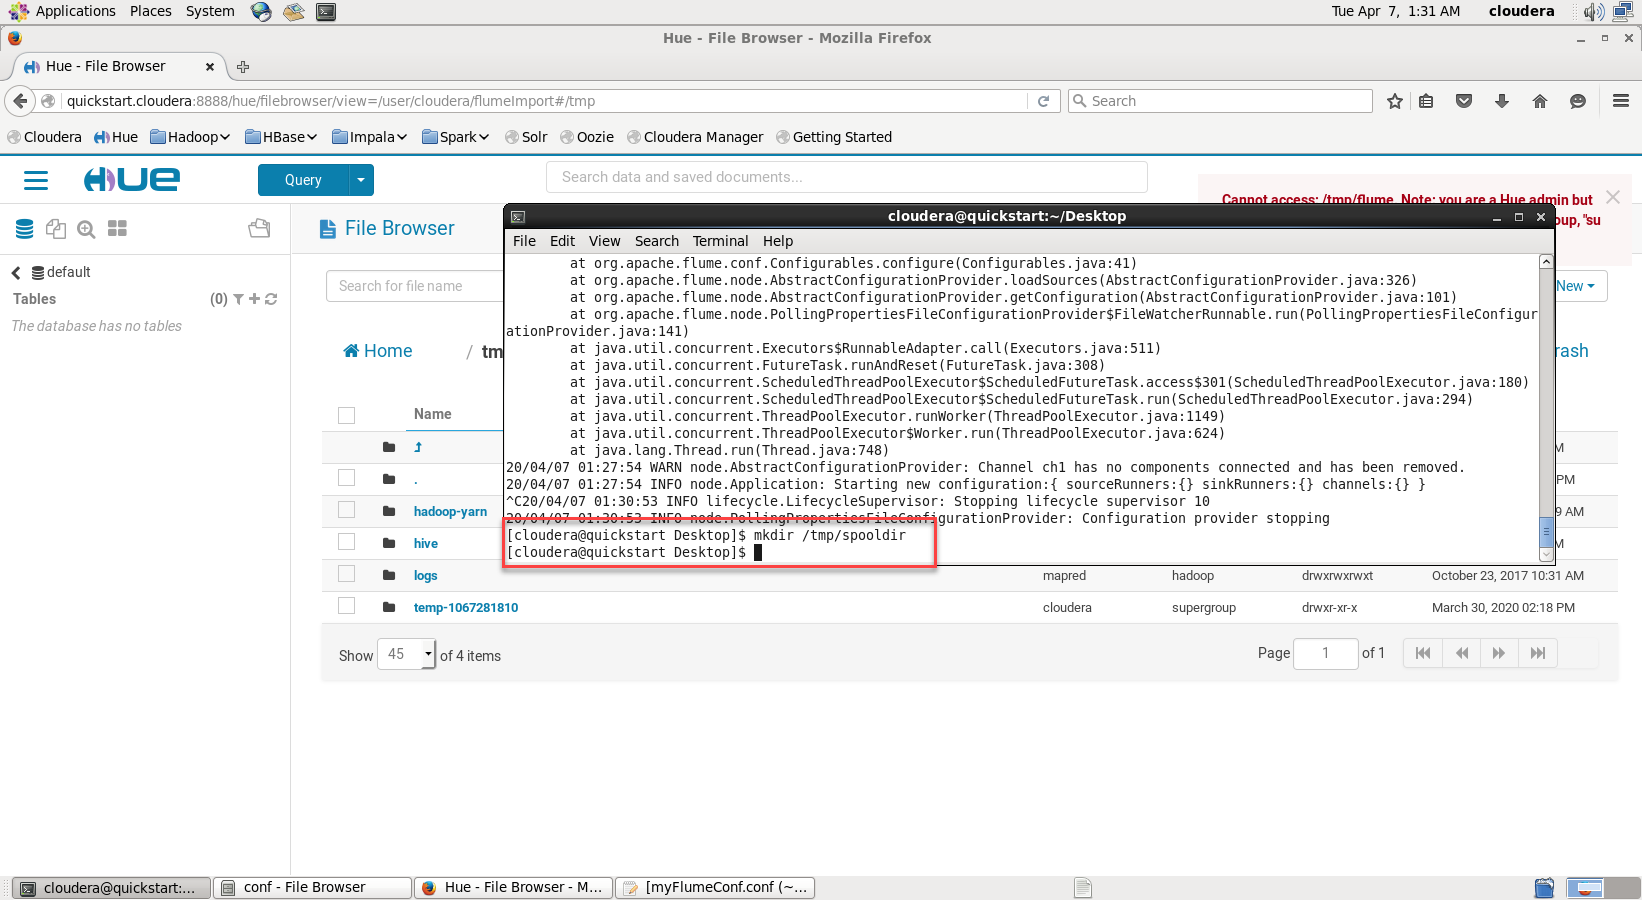 Applications Places System Tue Apr 7, 1:31 AM cloudera
Hue - File Browser - Mozilla Firefox
Hue - File Browser
quickstart.cloudera:8888/hue/filebrowser/view=/user/cloudera/flumeImport#/tmp Search
Cloudera Hue Hadoop HBase Impala Spark Solr Oozie Cloudera Manager Getting Started
HUE Query Search data and saved documents...
Cannot access: /tmp/flume. Note: you are a Hue admin but
"su
File Browser
default
Tables (0)
The database has no tables
Search for file name
New
Home / tm
Name
.
hadoop-yarn
hive
logs mapred hadoop drwxrwxrwxt October 23, 2017 10:31 AM
temp-1067281810 cloudera supergroup drwxr-xr-x March 30, 2020 02:18 PM
Show 45 of 4 items Page 1 of 1
cloudera@quickstart:~/Desktop
File Edit View Search Terminal Help
at org.apache.flume.conf.Configurables.configure(Configurables.java:41)
at org.apache.flume.node.AbstractConfigurationProvider.loadSources(AbstractConfigurationProvider.java:326)
at org.apache.flume.node.AbstractConfigurationProvider.getConfiguration(AbstractConfigurationProvider.java:101)
at org.apache.flume.node.PollingPropertiesFileConfigurationProvider$FileWatcherRunnable.run(PollingPropertiesFileConfigur
ationProvider.java:141)
at java.util.concurrent.Executors$RunnableAdapter.call(Executors.java:511)
at java.util.concurrent.FutureTask.runAndReset(FutureTask.java:308)
at java.util.concurrent.ScheduledThreadPoolExecutor$ScheduledFutureTask.access$301(ScheduledThreadPoolExecutor.java:180)
at java.util.concurrent.ScheduledThreadPoolExecutor$ScheduledFutureTask.run(ScheduledThreadPoolExecutor.java:294)
at java.util.concurrent.ThreadPoolExecutor.runWorker(ThreadPoolExecutor.java:1149)
at java.util.concurrent.ThreadPoolExecutor$Worker.run(ThreadPoolExecutor.java:624)
at java.lang.Thread.run(Thread.java:748)
20/04/07 01:27:54 WARN node.AbstractConfigurationProvider: Channel ch1 has no components connected and has been removed.
20/04/07 01:27:54 INFO node.Application: Starting new configuration:{ sourceRunners:{} sinkRunners:{} channels:{} }
^C20/04/07 01:30:53 INFO lifecycle.LifecycleSupervisor: Stopping lifecycle supervisor 10
20/04/07 01:30:53 INFO node.PollingPropertiesFileConfigurationProvider: Configuration provider stopping
[cloudera@quickstart Desktop]$ mkdir /tmp/spooldir
[cloudera@quickstart Desktop]$
cloudera@quickstart:... conf - File Browser Hue - File Browser - M... [myFlumeConf.conf (~...